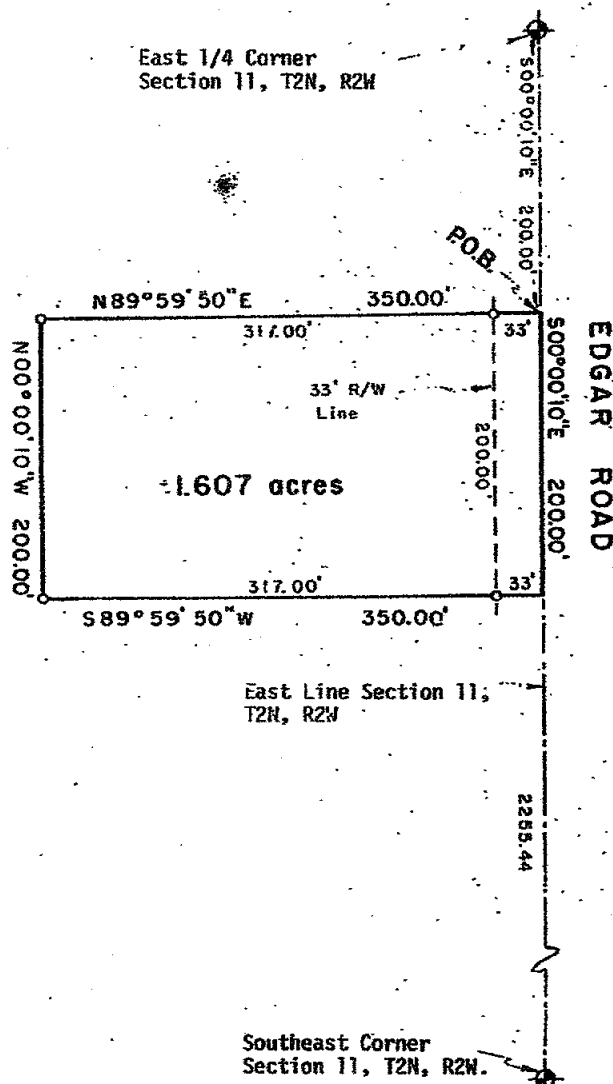 East 1/4 Corner
Section 11, T2N, R2W
S00°00'10"E 200.00'
P.O.B.
N89°59'50"E 350.00'
317.00' 33'
N00°00'10"W 200.00'
33' R/W
Line
200.00'
S00°00'10"E 200.00'
EDGAR ROAD
1.607 acres
317.00' 33'
S89°59'50"W 350.00'
East Line Section 11,
T2N, R2W
Southeast Corner
Section 11, T2N, R2W.